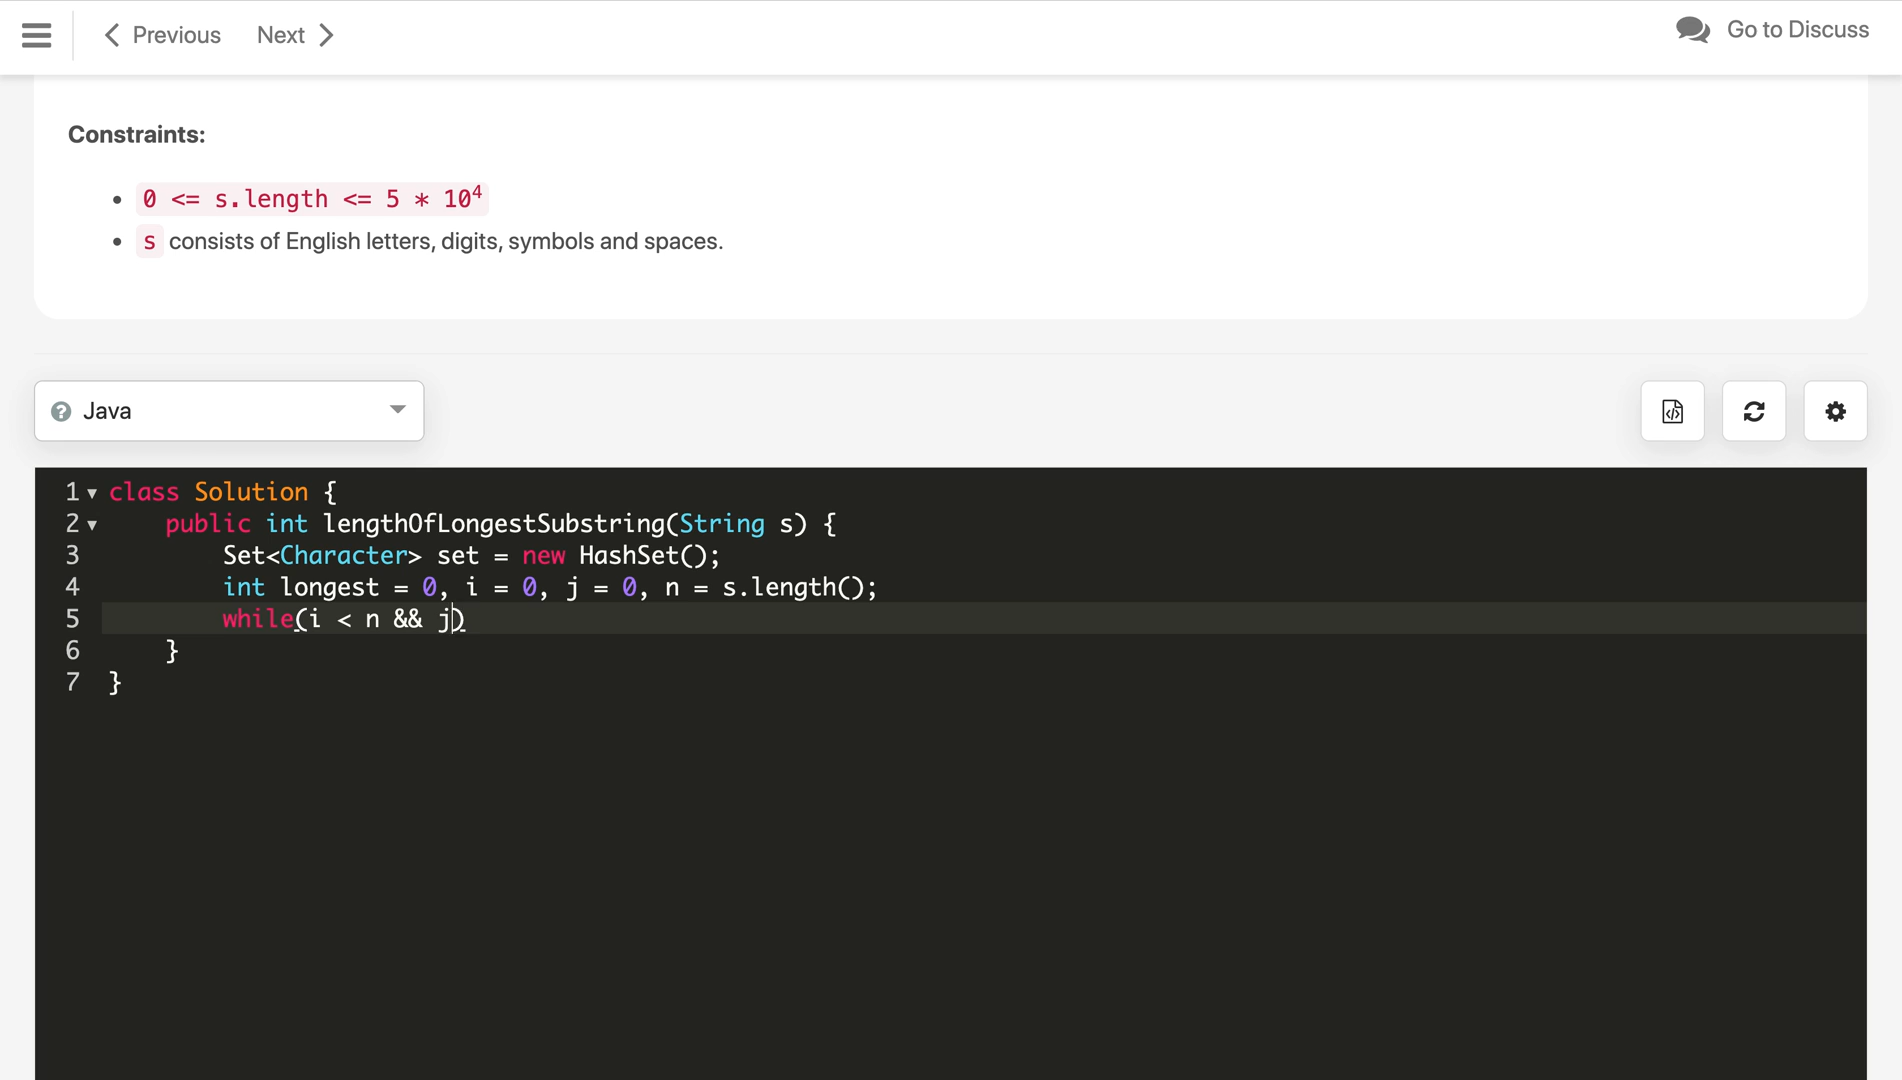 Previous Next Go to Discuss
Constraints:
0 <= s.length <= 5 * 10⁴
s consists of English letters, digits, symbols and spaces.
Java
1 class Solution {
2 public int lengthOfLongestSubstring(String s) {
3 Set<Character> set = new HashSet();
4 int longest = 0, i = 0, j = 0, n = s.length();
5 while(i < n && j)
6 }
7 }